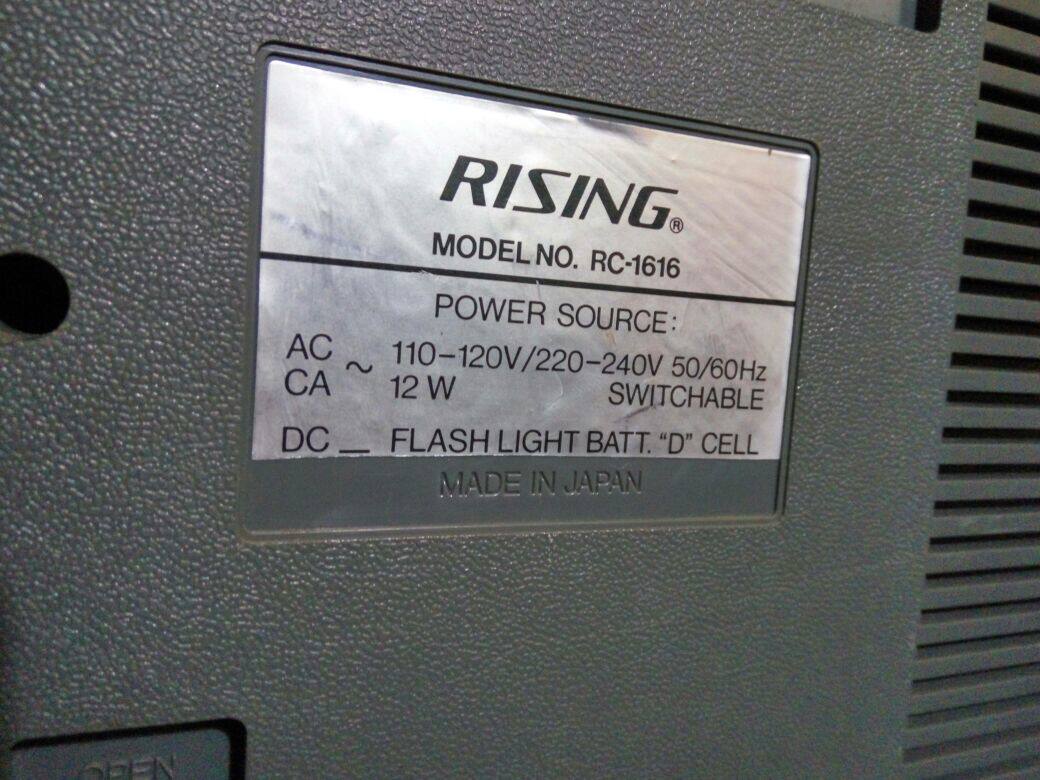 RISING®
MODEL NO. RC-1616
POWER SOURCE:
AC ~ 110-120V/220-240V 50/60Hz
CA 12 W SWITCHABLE
DC ⎓ FLASH LIGHT BATT. "D" CELL
MADE IN JAPAN
OPEN